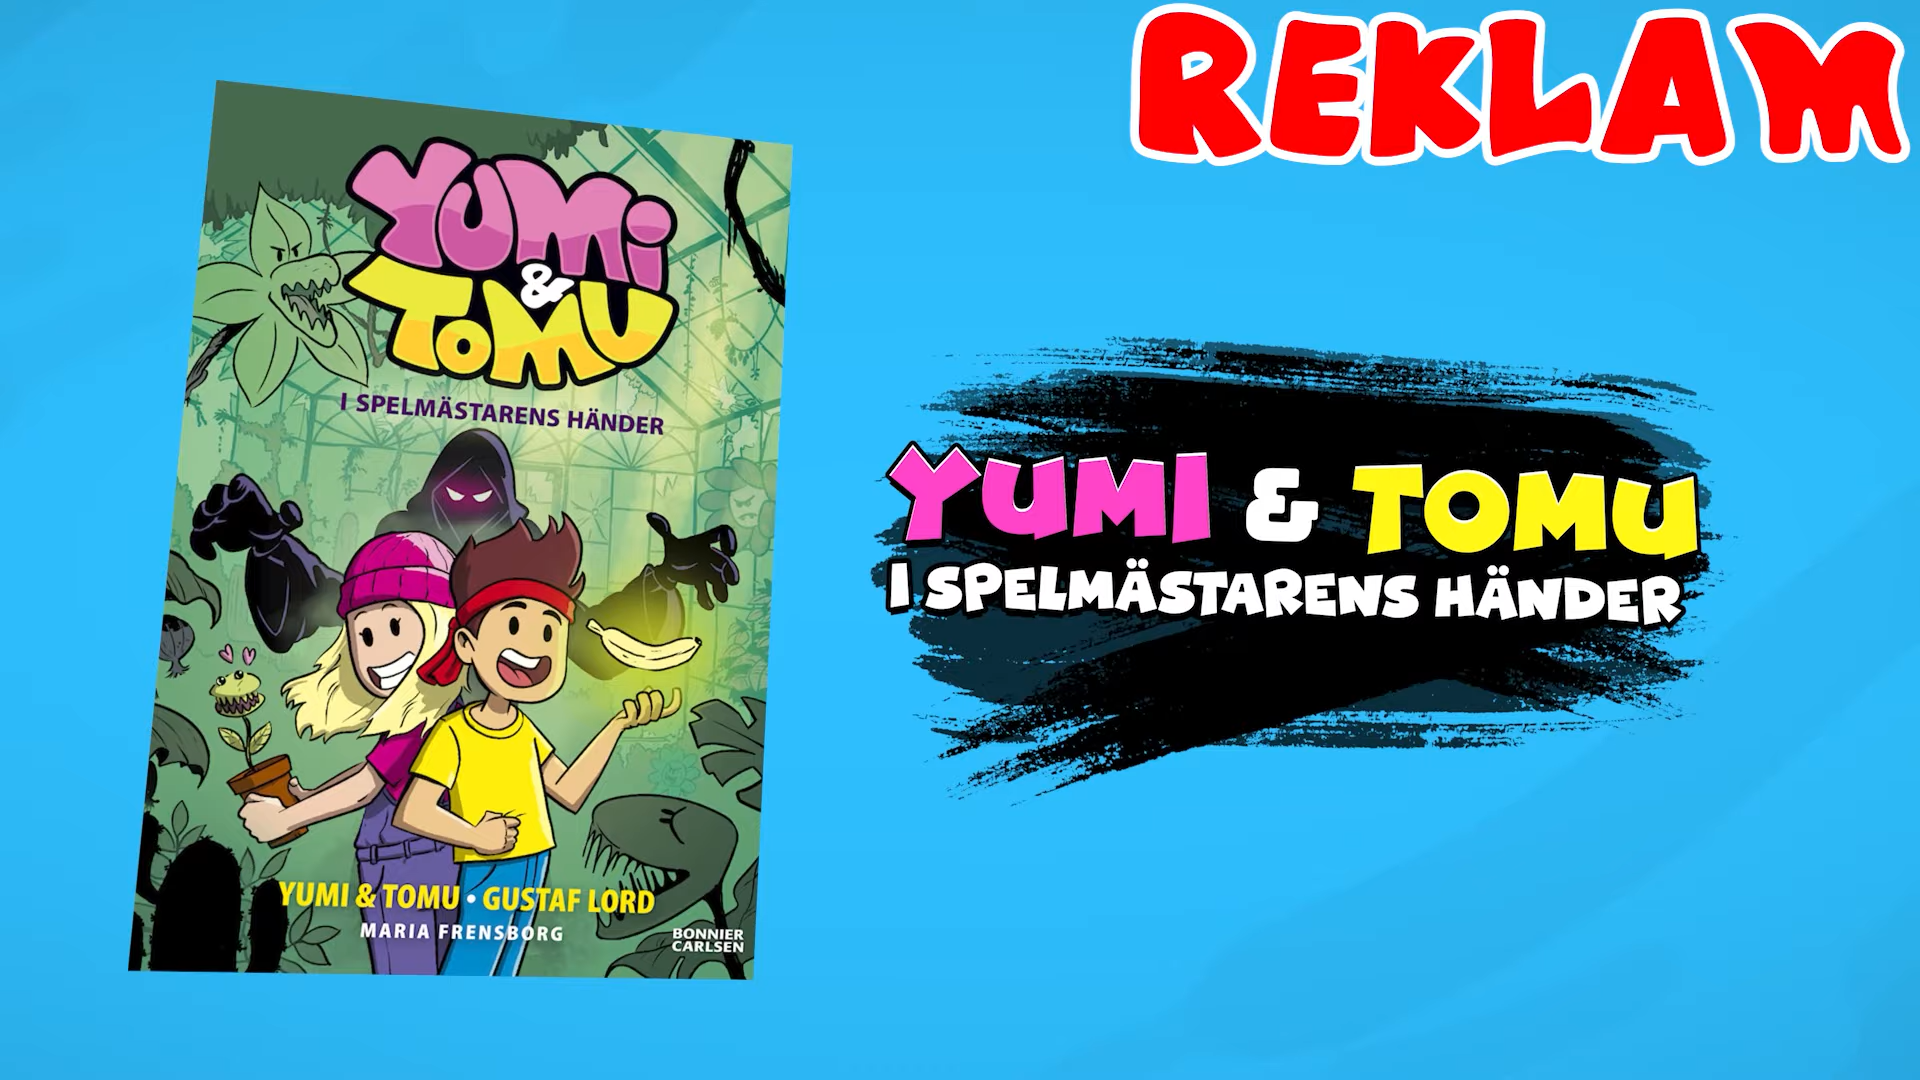 REKLAM
YUMI
&
TOMU
I SPELMÄSTARENS HÄNDER
YUMI & TOMU • GUSTAF LORD
MARIA FRENSBORG
BONNIER
CARLSEN
YUMI & TOMU
I SPELMÄSTARENS HÄNDER